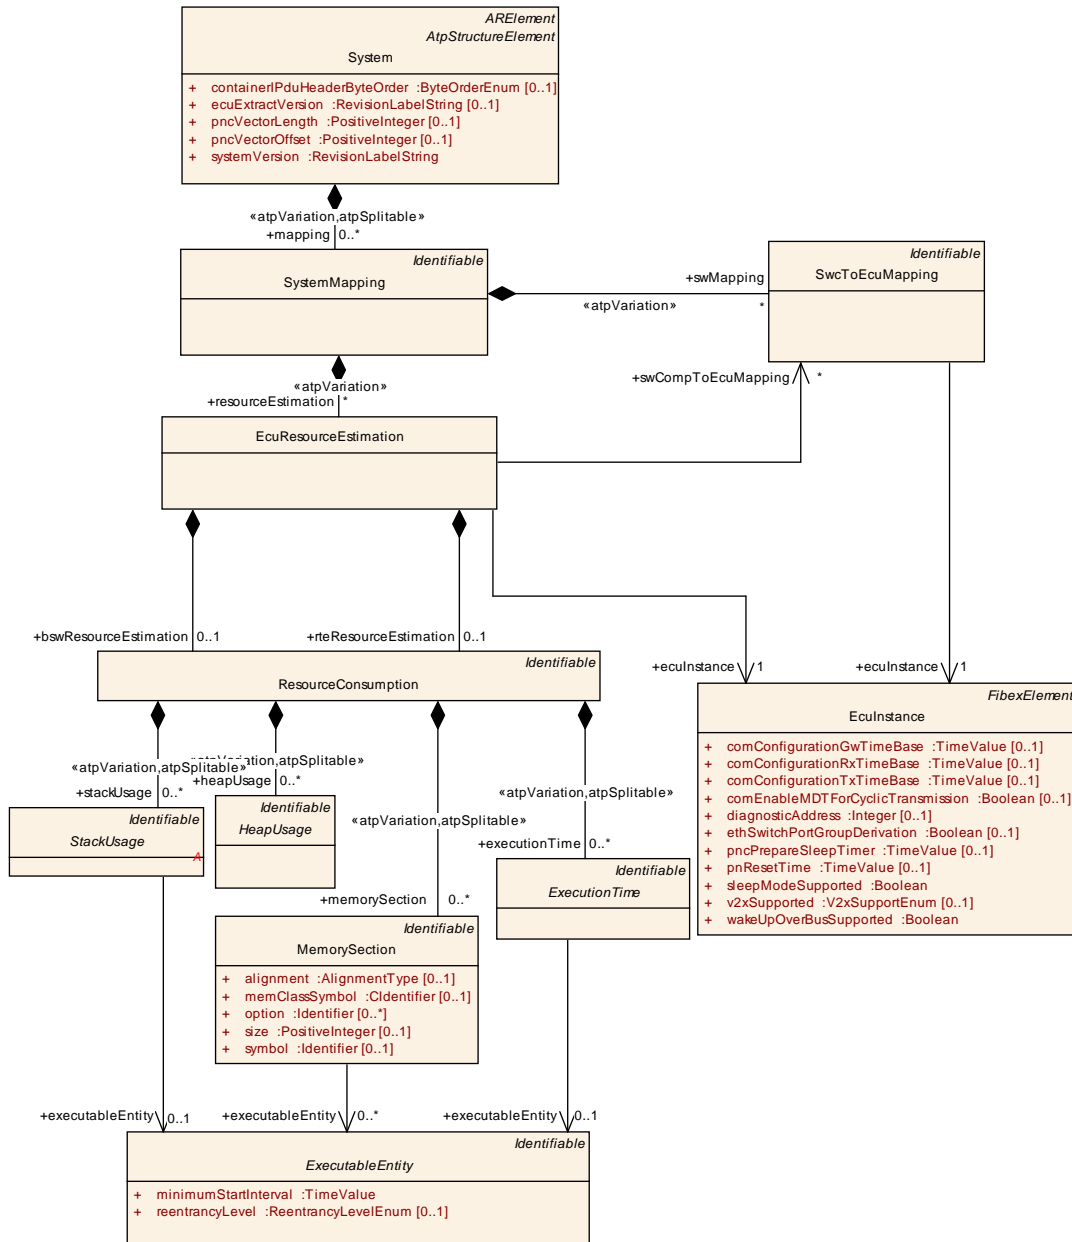 ARElement
AtpStructureElement
System
+ containerIPduHeaderByteOrder :ByteOrderEnum [0..1]
+ ecuExtractVersion :RevisionLabelString [0..1]
+ pncVectorLength :PositiveInteger [0..1]
+ pncVectorOffset :PositiveInteger [0..1]
+ systemVersion :RevisionLabelString
«atpVariation,atpSplitable»
+mapping 0..*
Identifiable
SystemMapping
+swMapping
«atpVariation» *
Identifiable
SwcToEcuMapping
«atpVariation»
+resourceEstimation *
+swCompToEcuMapping *
EcuResourceEstimation
+bswResourceEstimation 0..1
+rteResourceEstimation 0..1
+ecuInstance 1
+ecuInstance 1
Identifiable
ResourceConsumption
FibexElement
EcuInstance
+ comConfigurationGwTimeBase :TimeValue [0..1]
+ comConfigurationRxTimeBase :TimeValue [0..1]
+ comConfigurationTxTimeBase :TimeValue [0..1]
+ comEnableMDTForCyclicTransmission :Boolean [0..1]
+ diagnosticAddress :Integer [0..1]
+ ethSwitchPortGroupDerivation :Boolean [0..1]
+ pncPrepareSleepTimer :TimeValue [0..1]
+ pnResetTime :TimeValue [0..1]
+ sleepModeSupported :Boolean
+ v2xSupported :V2xSupportEnum [0..1]
+ wakeUpOverBusSupported :Boolean
«atpVariation,atpSplitable»
+stackUsage 0..*
«atpVariation,atpSplitable»
+heapUsage 0..*
«atpVariation,atpSplitable»
+memorySection 0..*
«atpVariation,atpSplitable»
+executionTime 0..*
Identifiable
StackUsage
A
Identifiable
HeapUsage
Identifiable
ExecutionTime
Identifiable
MemorySection
+ alignment :AlignmentType [0..1]
+ memClassSymbol :CIdentifier [0..1]
+ option :Identifier [0..*]
+ size :PositiveInteger [0..1]
+ symbol :Identifier [0..1]
+executableEntity 0..1
+executableEntity 0..*
+executableEntity 0..1
Identifiable
ExecutableEntity
+ minimumStartInterval :TimeValue
+ reentrancyLevel :ReentrancyLevelEnum [0..1]